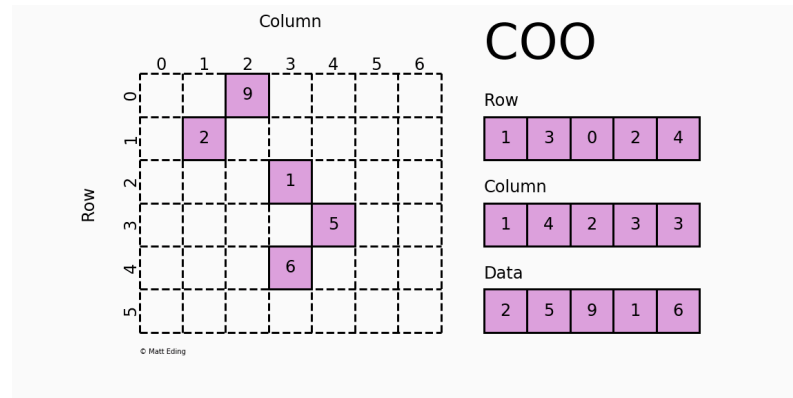 Column
0 1 2 3 4 5 6
Row
0 9
1 2
2 1
3 5
4 6
5
© Matt Eding
COO
Row
1 3 0 2 4
Column
1 4 2 3 3
Data
2 5 9 1 6